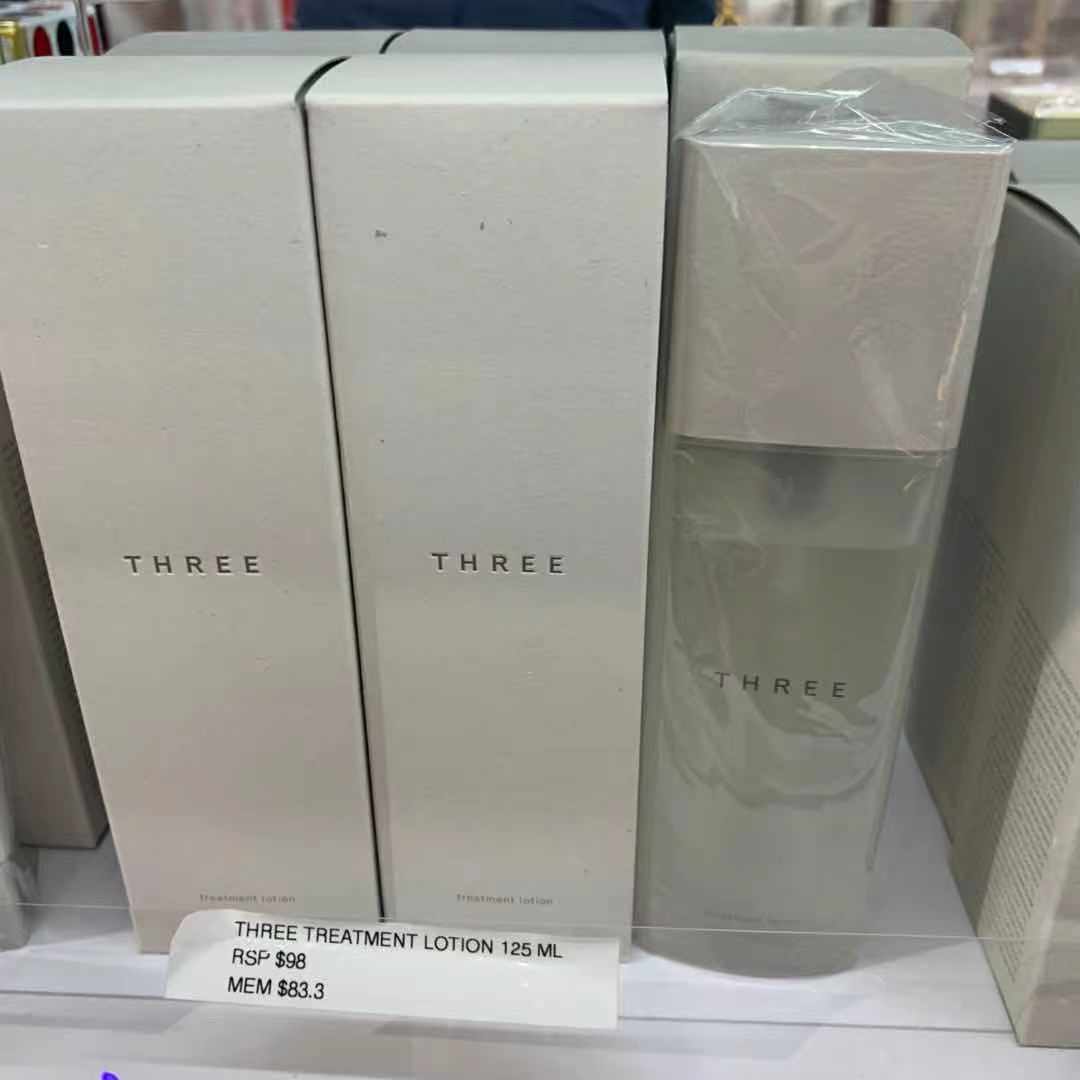 THREE
THREE
THREE
treatment lotion
treatment lotion
THREE TREATMENT LOTION 125 ML
RSP $98
MEM $83.3